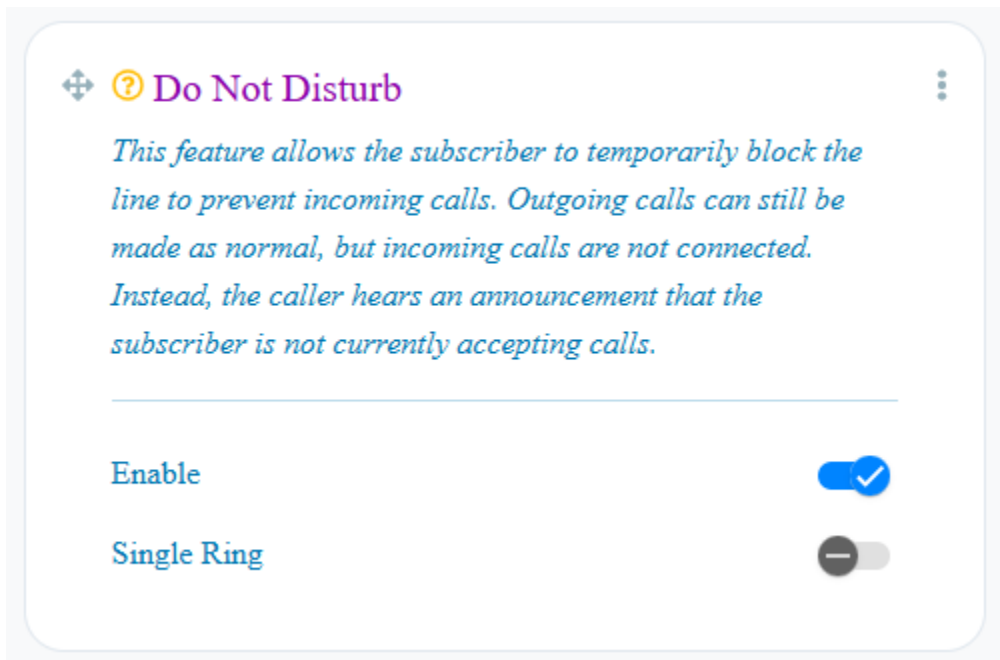 Do Not Disturb
This feature allows the subscriber to temporarily block the
line to prevent incoming calls. Outgoing calls can still be
made as normal, but incoming calls are not connected.
Instead, the caller hears an announcement that the
subscriber is not currently accepting calls.
Enable
Single Ring